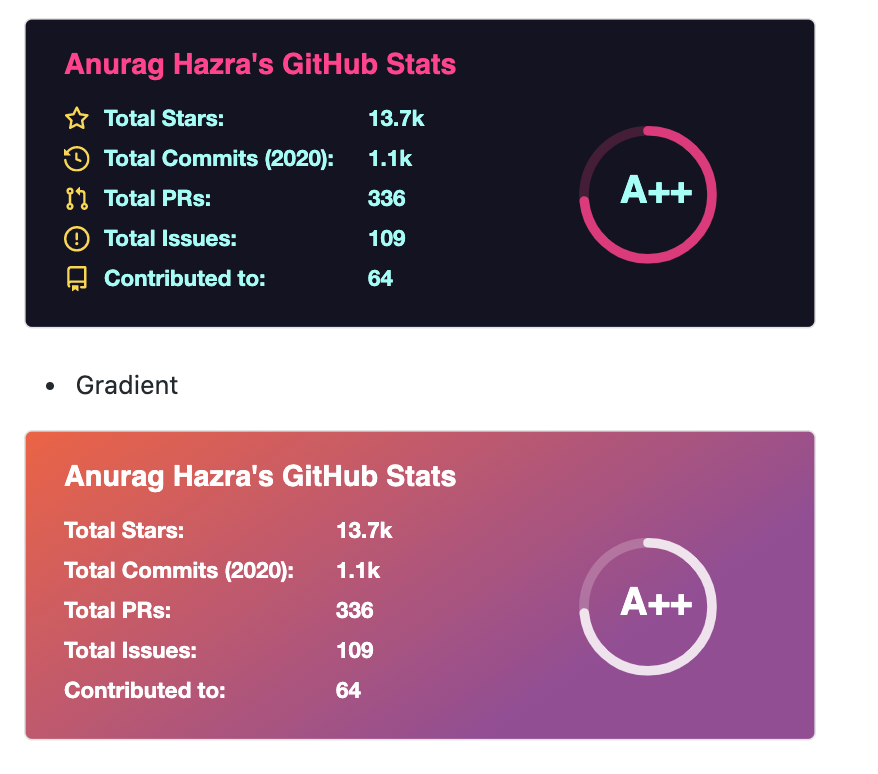 Anurag Hazra's GitHub Stats
Total Stars: 13.7k
Total Commits (2020): 1.1k
Total PRs: 336
Total Issues: 109
Contributed to: 64
A++
• Gradient
Anurag Hazra's GitHub Stats
Total Stars: 13.7k
Total Commits (2020): 1.1k
Total PRs: 336
Total Issues: 109
Contributed to: 64
A++